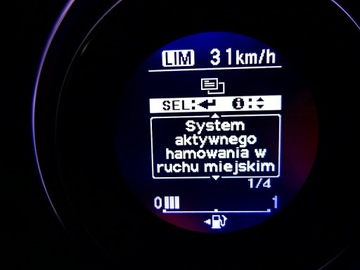 LIM 31km/h
SEL:↵ i:
System
aktywnego
hamowania w
ruchu miejskim
1/4
0 1